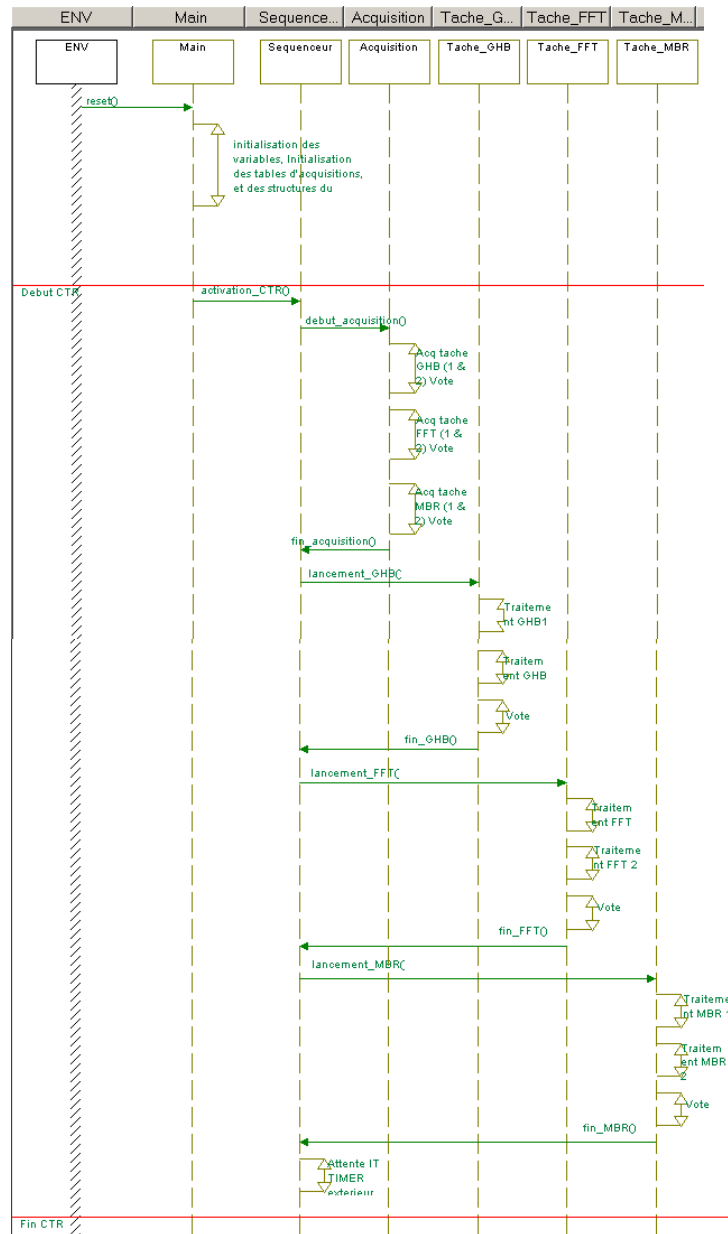 ENV Main Sequence... Acquisition Tache_G... Tache_FFT Tache_M...
ENV Main Sequenceur Acquisition Tache_GHB Tache_FFT Tache_MBR
reset()
initialisation des
variables, Initialisation
des tables d'acquisitions,
et des structures du
Debut CTR
activation_CTR()
debut_acquisition()
Acq tache
GHB (1 &
2) Vote
Acq tache
FFT (1 &
2) Vote
Acq tache
MBR (1 &
2) Vote
fin_acquisition()
lancement_GHB(
Traiteme
nt GHB1
Traitem
ent GHB
Vote
fin_GHB()
lancement_FFT(
Traitem
ent FFT
Traiteme
nt FFT 2
Vote
fin_FFT()
lancement_MBR(
Traiteme
nt MBR 1
Traitem
ent MBR
2
Vote
fin_MBR()
Attente IT
TIMER
exterieur
Fin CTR